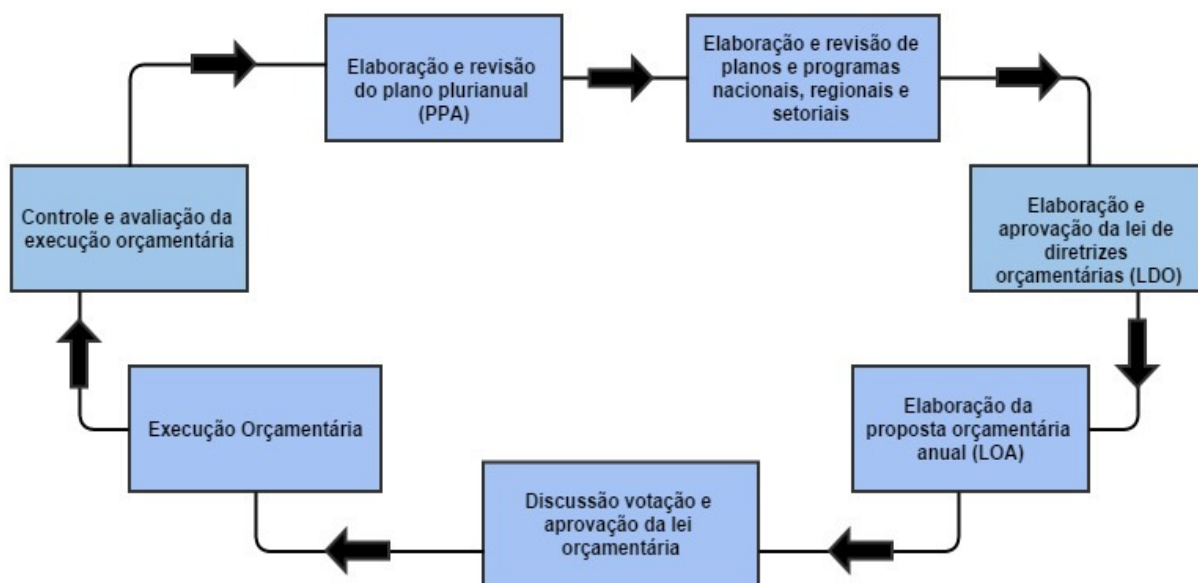 Elaboração e revisão
do plano plurianual
(PPA)
Elaboração e revisão de
planos e programas
nacionais, regionais e
setoriais
Elaboração e
aprovação da lei de
diretrizes
orçamentárias (LDO)
Elaboração da
proposta orçamentária
anual (LOA)
Discussão votação e
aprovação da lei
orçamentária
Execução Orçamentária
Controle e avaliação da
execução orçamentária